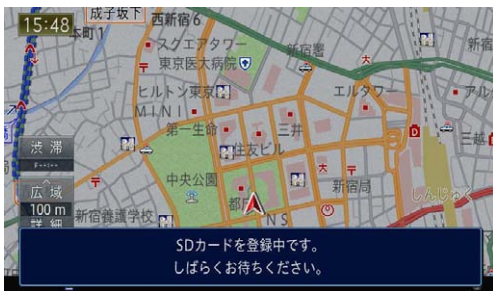 15:48
成子坂下
西新宿6
本町1
スクエアタワー
新宿署
東京医大病院
ヒルトン東京
エルタワー
MINI
第一生命
三井
住友ビル
三越
渋滞
中央公園
広域
新宿局
しんじゅく
100m
都庁
NS
詳細
新宿養護学校
SDカードを登録中です。
しばらくお待ちください。